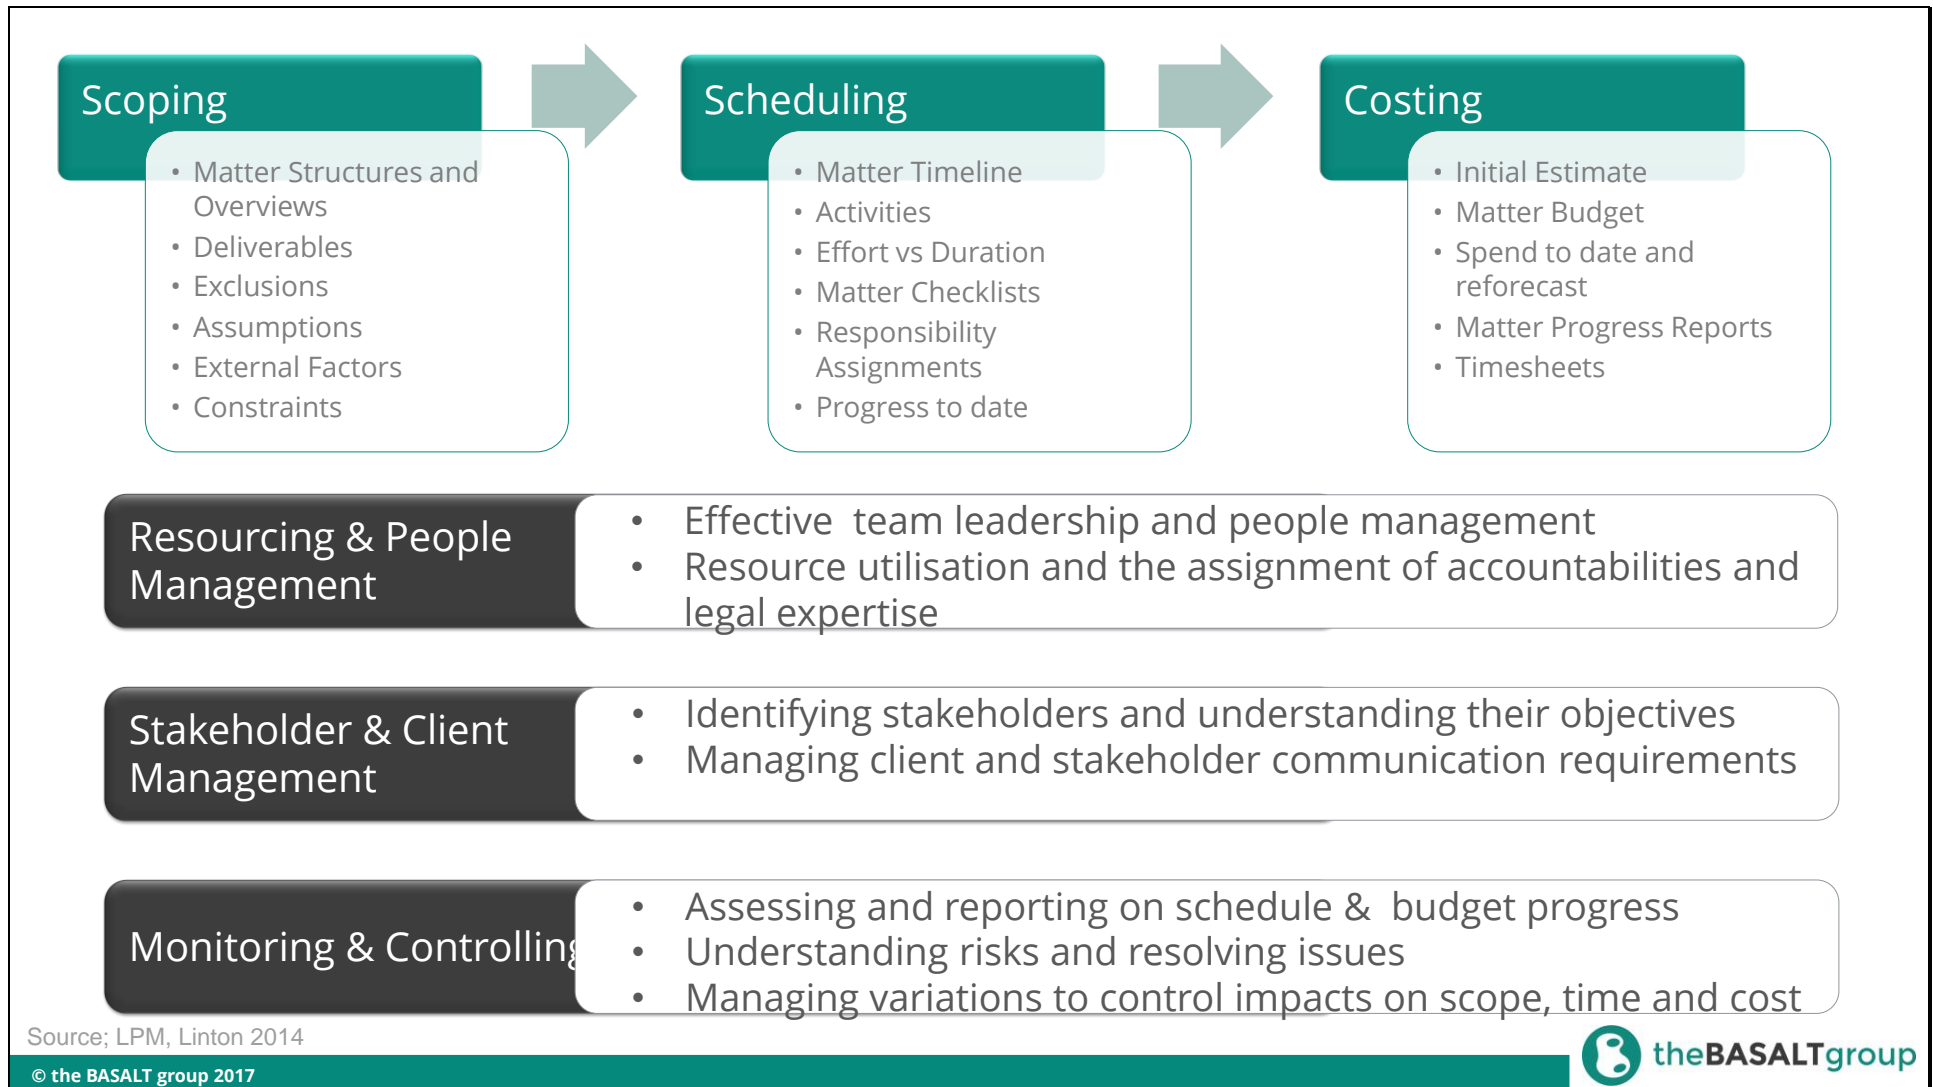 Scoping
• Matter Structures and
Overviews
• Deliverables
• Exclusions
• Assumptions
• External Factors
• Constraints
Scheduling
• Matter Timeline
• Activities
• Effort vs Duration
• Matter Checklists
• Responsibility
Assignments
• Progress to date
Costing
• Initial Estimate
• Matter Budget
• Spend to date and
reforecast
• Matter Progress Reports
• Timesheets
Resourcing & People
Management
• Effective team leadership and people management
• Resource utilisation and the assignment of accountabilities and
legal expertise
Stakeholder & Client
Management
• Identifying stakeholders and understanding their objectives
• Managing client and stakeholder communication requirements
Monitoring & Controlling
• Assessing and reporting on schedule & budget progress
• Understanding risks and resolving issues
• Managing variations to control impacts on scope, time and cost
Source; LPM, Linton 2014
© the BASALT group 2017
theBASALTgroup